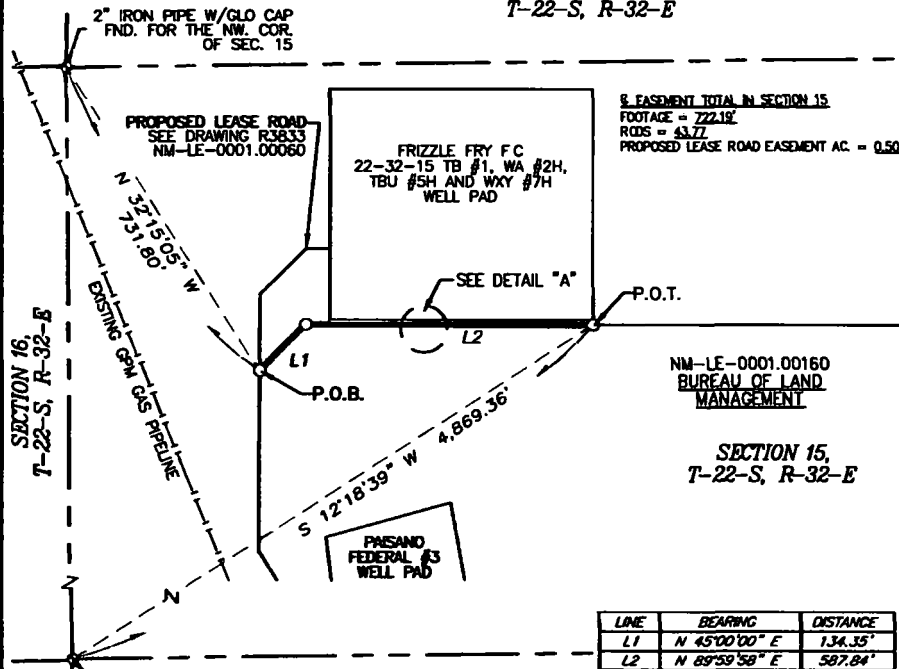 T-22-S, R-32-E
2" IRON PIPE W/GLO CAP
FND. FOR THE NW. COR.
OF SEC. 15
PROPOSED LEASE ROAD
SEE DRAWING R3833
NM-LE-0001.00060
FRIZZLE FRY F C
22-32-15 TB #1, WA #2H,
TBU #5H AND WXY #7H
WELL PAD
℄ EASEMENT TOTAL IN SECTION 15
FOOTAGE = 722.19'
RODS = 43.77
PROPOSED LEASE ROAD EASEMENT AC. = 0.50
N 32°15'05" W
731.80'
EXISTING GPM GAS PIPELINE
SECTION 16,
T-22-S, R-32-E
SEE DETAIL "A"
P.O.T.
L1
L2
P.O.B.
S 12°18'39" W 4,869.36'
NM-LE-0001.00160
BUREAU OF LAND
MANAGEMENT
SECTION 15,
T-22-S, R-32-E
PAISANO
FEDERAL #3
WELL PAD
LINE BEARING DISTANCE
L1 N 45°00'00" E 134.35'
L2 N 89°59'58" E 587.84'